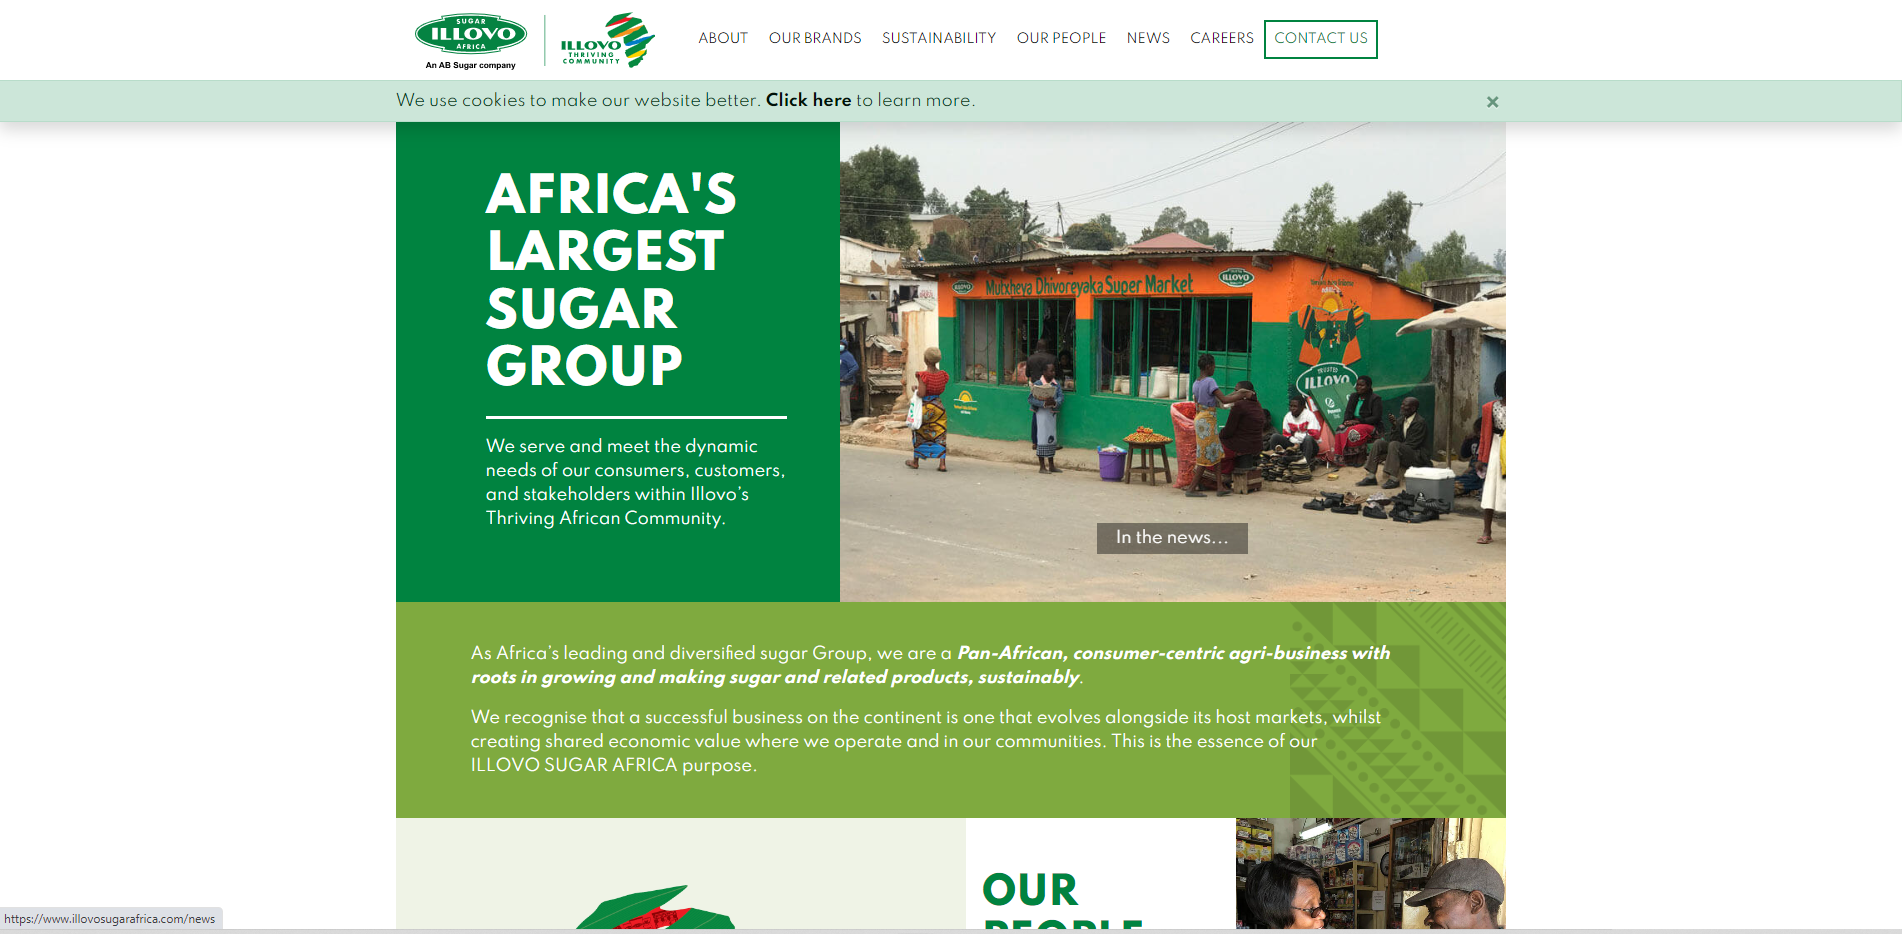 SUGAR
ILLOVO
AFRICA
An AB Sugar company
ILLOVO
THRIVING
COMMUNITY
ABOUT OUR BRANDS SUSTAINABILITY OUR PEOPLE NEWS CAREERS CONTACT US
We use cookies to make our website better. Click here to learn more. ×
AFRICA'S
LARGEST
SUGAR
GROUP
We serve and meet the dynamic
needs of our consumers, customers,
and stakeholders within Illovo's
Thriving African Community.
ILLOVO
Mutxheva Dhivoreyaka Super Market
ILLOVO
TRUSTED
ILLOVO
In the news...
As Africa's leading and diversified sugar Group, we are a Pan-African, consumer-centric agri-business with
roots in growing and making sugar and related products, sustainably.
We recognise that a successful business on the continent is one that evolves alongside its host markets, whilst
creating shared economic value where we operate and in our communities. This is the essence of our
ILLOVO SUGAR AFRICA purpose.
OUR
PEOPLE
https://www.illovosugarafrica.com/news